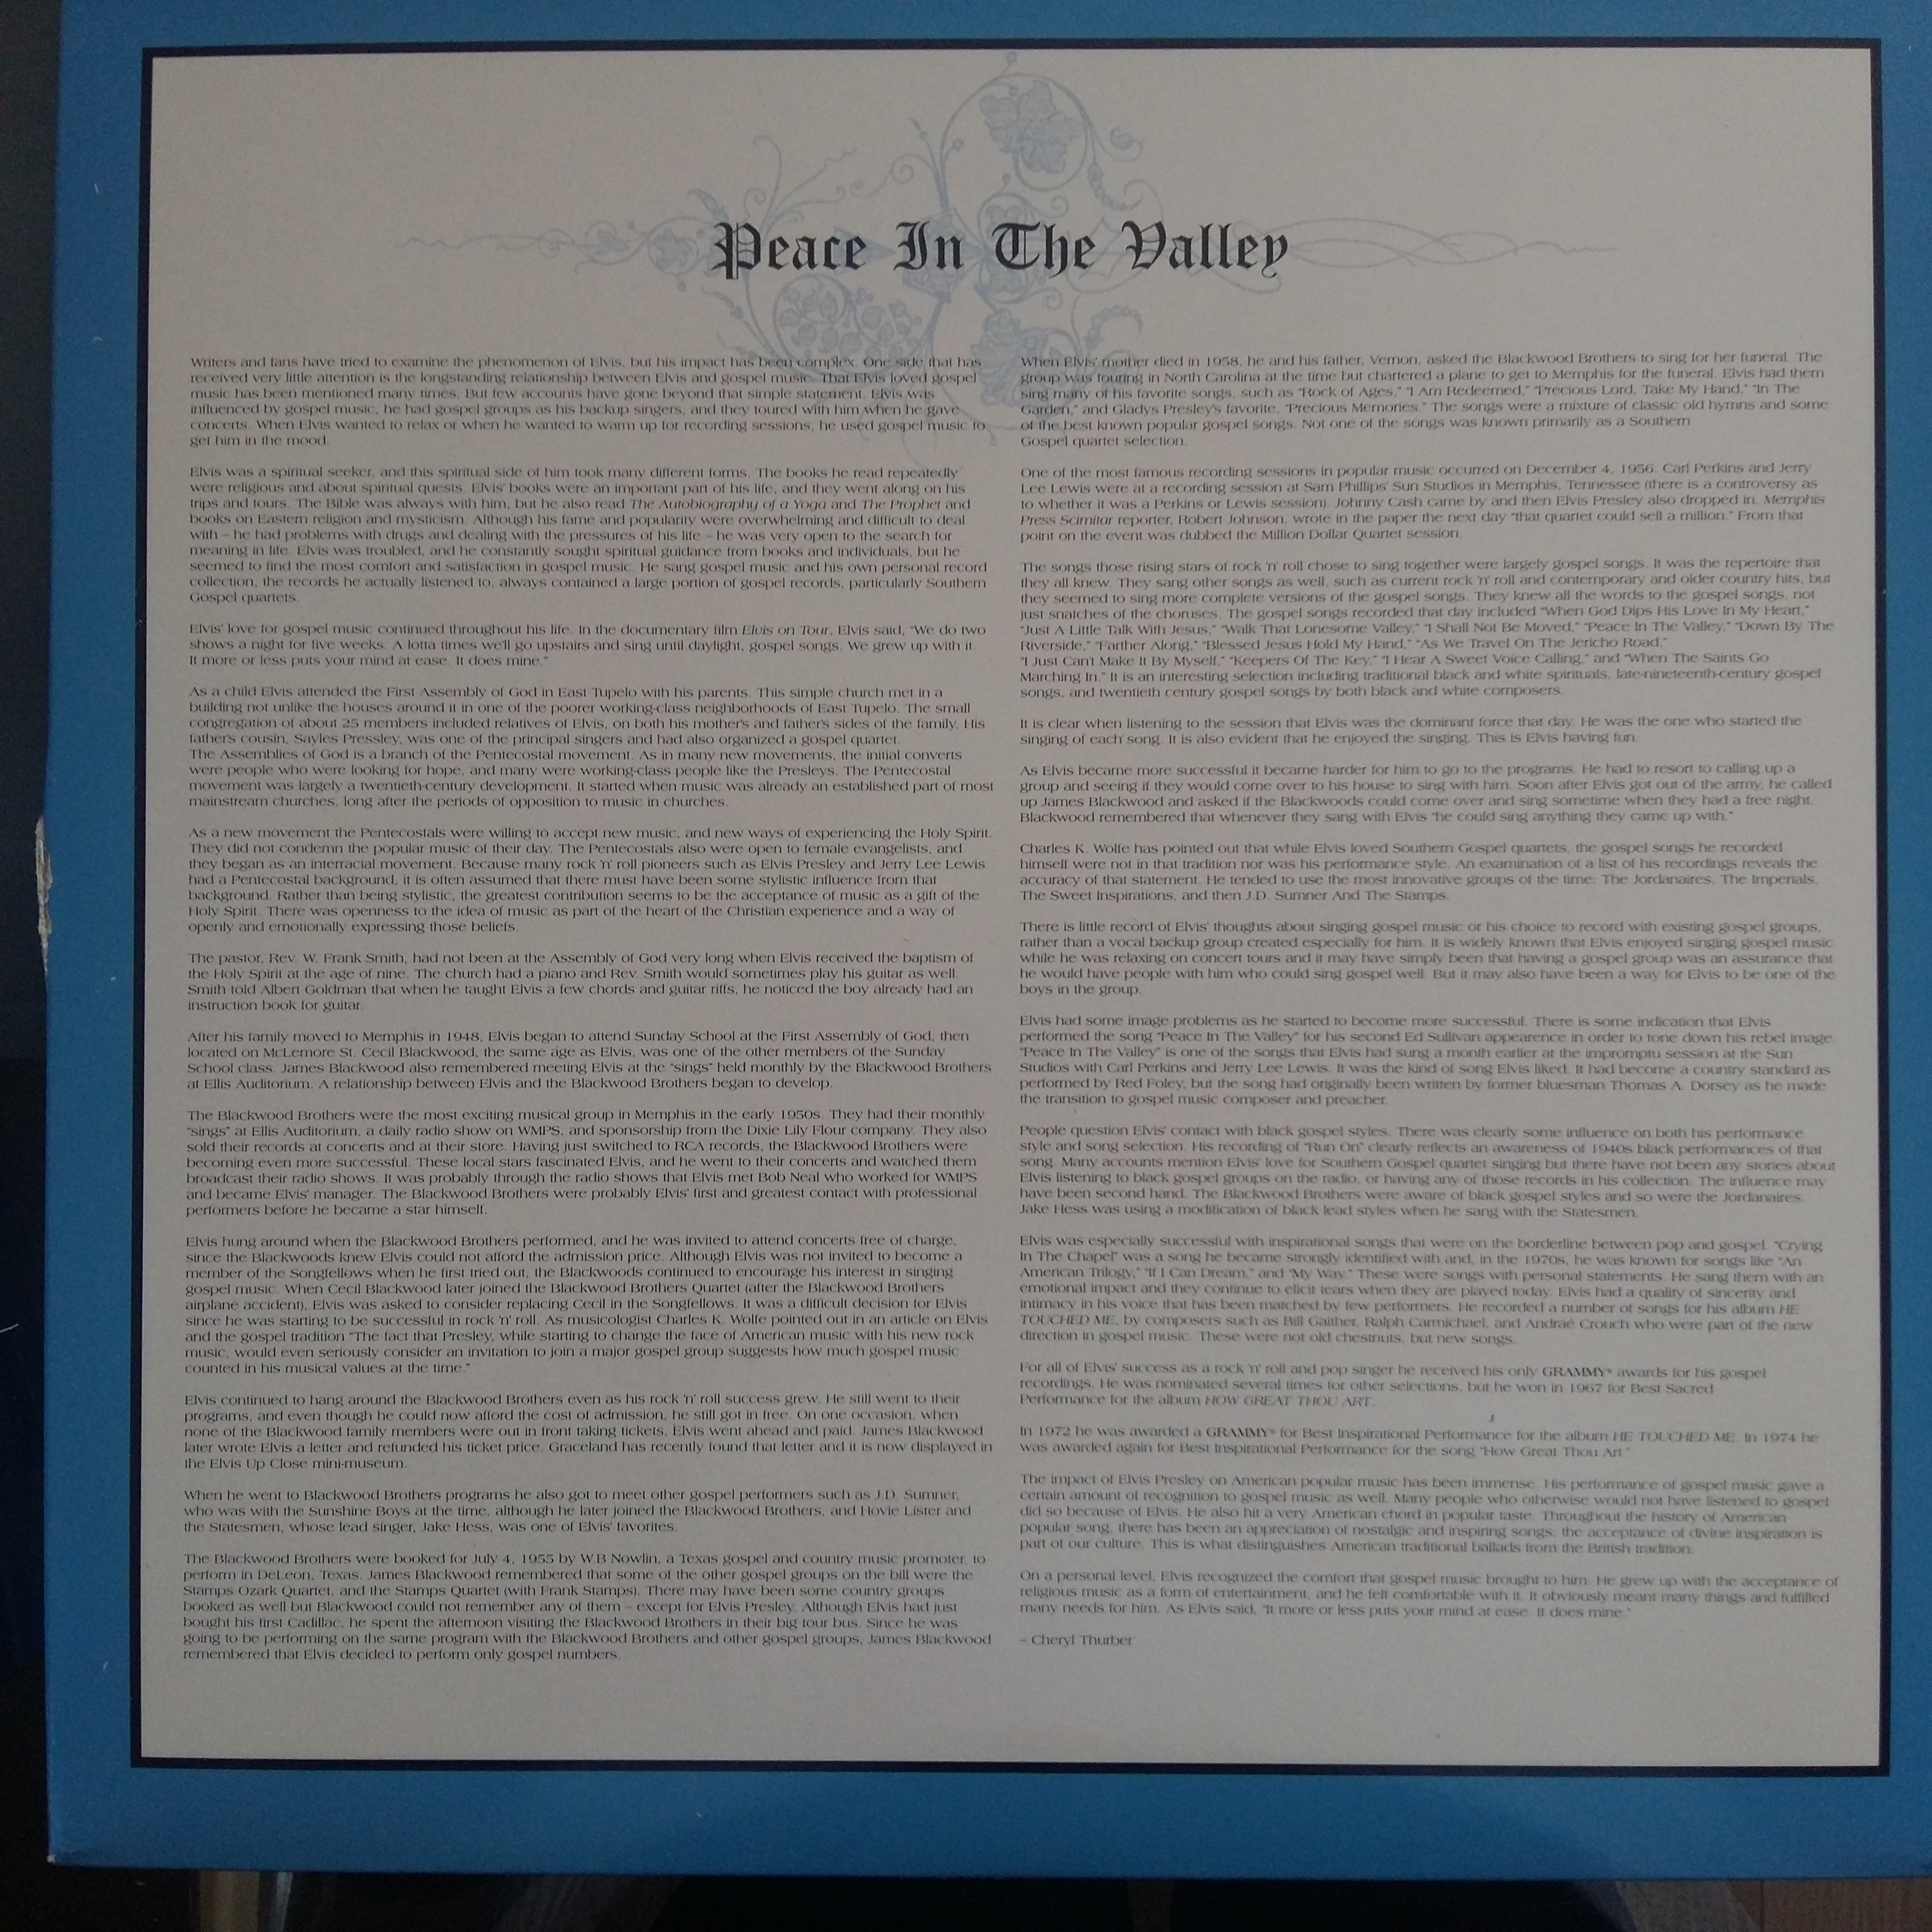 Peace In The Valley
Writers and fans have tried to examine the phenomenon of Elvis, but his impact has been complex. One side that has
received very little attention is the longstanding relationship between Elvis and gospel music. That Elvis loved gospel
music has been mentioned many times. But few accounts have gone beyond that simple statement. Elvis was
influenced by gospel music, he had gospel groups as his backup singers, and they toured with him when he gave
concerts. When Elvis wanted to relax or when he wanted to warm up for recording sessions, he used gospel music to
get him in the mood.
Elvis was a spiritual seeker, and this spiritual side of him took many different forms. The books he read repeatedly
were religious and about spiritual quests. Elvis' books were an important part of his life, and they went along on his
trips and tours. The Bible was always with him, but he also read The Autobiography of a Yoga and The Prophet and
books on Eastern religion and mysticism. Although his fame and popularity were overwhelming and difficult to deal
with – he had problems with drugs and dealing with the pressures of his life – he was very open to the search for
meaning in life. Elvis was troubled, and he constantly sought spiritual guidance from books and individuals, but he
seemed to find the most comfort and satisfaction in gospel music. He sang gospel music and his own personal record
collection, the records he actually listened to, always contained a large portion of gospel records, particularly Southern
Gospel quartets.
Elvis' love for gospel music continued throughout his life. In the documentary film Elvis on Tour, Elvis said, "We do two
shows a night for five weeks. A lotta times we'll go upstairs and sing until daylight, gospel songs. We grew up with it.
It more or less puts your mind at ease. It does mine."
As a child Elvis attended the First Assembly of God in East Tupelo with his parents. This simple church met in a
building not unlike the houses around it in one of the poorer working-class neighborhoods of East Tupelo. The small
congregation of about 25 members included relatives of Elvis, on both his mother's and father's sides of the family. His
father's cousin, Sayles Pressley, was one of the principal singers and had also organized a gospel quartet.
The Assemblies of God is a branch of the Pentecostal movement. As in many new movements, the initial converts
were people who were looking for hope, and many were working-class people like the Presleys. The Pentecostal
movement was largely a twentieth-century development. It started when music was already an established part of most
mainstream churches, long after the periods of opposition to music in churches.
As a new movement the Pentecostals were willing to accept new music, and new ways of experiencing the Holy Spirit.
They did not condemn the popular music of their day. The Pentecostals also were open to female evangelists, and
they began as an interracial movement. Because many rock 'n' roll pioneers such as Elvis Presley and Jerry Lee Lewis
had a Pentecostal background, it is often assumed that there must have been some stylistic influence from that
background. Rather than being stylistic, the greatest contribution seems to be the acceptance of music as a gift of the
Holy Spirit. There was openness to the idea of music as part of the heart of the Christian experience and a way of
openly and emotionally expressing those beliefs.
The pastor, Rev. W. Frank Smith, had not been at the Assembly of God very long when Elvis received the baptism of
the Holy Spirit at the age of nine. The church had a piano and Rev. Smith would sometimes play his guitar as well.
Smith told Albert Goldman that when he taught Elvis a few chords and guitar riffs, he noticed the boy already had an
instruction book for guitar.
After his family moved to Memphis in 1948, Elvis began to attend Sunday School at the First Assembly of God, then
located on McLemore St. Cecil Blackwood, the same age as Elvis, was one of the other members of the Sunday
School class. James Blackwood also remembered meeting Elvis at the "sings" held monthly by the Blackwood Brothers
at Ellis Auditorium. A relationship between Elvis and the Blackwood Brothers began to develop.
The Blackwood Brothers were the most exciting musical group in Memphis in the early 1950s. They had their monthly
"sings" at Ellis Auditorium, a daily radio show on WMPS, and sponsorship from the Dixie Lily Flour company. They also
sold their records at concerts and at their store. Having just switched to RCA records, the Blackwood Brothers were
becoming even more successful. These local stars fascinated Elvis, and he went to their concerts and watched them
broadcast their radio shows. It was probably through the radio shows that Elvis met Bob Neal who worked for WMPS
and became Elvis' manager. The Blackwood Brothers were probably Elvis' first and greatest contact with professional
performers before he became a star himself.
Elvis hung around when the Blackwood Brothers performed, and he was invited to attend concerts free of charge,
since the Blackwoods knew Elvis could not afford the admission price. Although Elvis was not invited to become a
member of the Songfellows when he first tried out, the Blackwoods continued to encourage his interest in singing
gospel music. When Cecil Blackwood later joined the Blackwood Brothers Quartet (after the Blackwood Brothers
airplane accident), Elvis was asked to consider replacing Cecil in the Songfellows. It was a difficult decision for Elvis
since he was starting to be successful in rock 'n' roll. As musicologist Charles K. Wolfe pointed out in an article on Elvis
and the gospel tradition "The fact that Presley, while starting to change the face of American music with his new rock
music, would even seriously consider an invitation to join a major gospel group suggests how much gospel music
counted in his musical values at the time."
Elvis continued to hang around the Blackwood Brothers even as his rock 'n' roll success grew. He still went to their
programs, and even though he could now afford the cost of admission, he still got in free. On one occasion, when
none of the Blackwood family members were out in front taking tickets, Elvis went ahead and paid. James Blackwood
later wrote Elvis a letter and refunded his ticket price. Graceland has recently found that letter and it is now displayed in
the Elvis Up Close mini-museum.
When he went to Blackwood Brothers programs he also got to meet other gospel performers such as J.D. Sumner,
who was with the Sunshine Boys at the time, although he later joined the Blackwood Brothers, and Hovie Lister and
the Statesmen, whose lead singer, Jake Hess, was one of Elvis' favorites.
The Blackwood Brothers were booked for July 4, 1955 by W.B Nowlin, a Texas gospel and country music promoter, to
perform in DeLeon, Texas. James Blackwood remembered that some of the other gospel groups on the bill were the
Stamps Ozark Quartet, and the Stamps Quartet (with Frank Stamps). There may have been some country groups
booked as well but Blackwood could not remember any of them – except for Elvis Presley. Although Elvis had just
bought his first Cadillac, he spent the afternoon visiting the Blackwood Brothers in their big tour bus. Since he was
going to be performing on the same program with the Blackwood Brothers and other gospel groups, James Blackwood
remembered that Elvis decided to perform only gospel numbers.
When Elvis' mother died in 1958, he and his father, Vernon, asked the Blackwood Brothers to sing for her funeral. The
group was touring in North Carolina at the time but chartered a plane to get to Memphis for the funeral. Elvis had them
sing many of his favorite songs, such as "Rock of Ages," "I Am Redeemed," "Precious Lord, Take My Hand," "In The
Garden," and Gladys Presley's favorite, "Precious Memories." The songs were a mixture of classic old hymns and some
of the best known popular gospel songs. Not one of the songs was known primarily as a Southern
Gospel quartet selection.
One of the most famous recording sessions in popular music occurred on December 4, 1956. Carl Perkins and Jerry
Lee Lewis were at a recording session at Sam Phillips' Sun Studios in Memphis, Tennessee (there is a controversy as
to whether it was a Perkins or Lewis session). Johnny Cash came by and then Elvis Presley also dropped in. Memphis
Press Scimitar reporter, Robert Johnson, wrote in the paper the next day "that quartet could sell a million." From that
point on the event was dubbed the Million Dollar Quartet session.
The songs those rising stars of rock 'n' roll chose to sing together were largely gospel songs. It was the repertoire that
they all knew. They sang other songs as well, such as current rock 'n' roll and contemporary and older country hits, but
they seemed to sing more complete versions of the gospel songs. They knew all the words to the gospel songs, not
just snatches of the choruses. The gospel songs recorded that day included "When God Dips His Love In My Heart,"
"Just A Little Talk With Jesus," "Walk That Lonesome Valley," "I Shall Not Be Moved," "Peace In The Valley," "Down By The
Riverside," "Farther Along," "Blessed Jesus Hold My Hand," "As We Travel On The Jericho Road,"
"I Just Can't Make It By Myself," "Keepers Of The Key," "I Hear A Sweet Voice Calling," and "When The Saints Go
Marching In." It is an interesting selection including traditional black and white spirituals, late-nineteenth-century gospel
songs, and twentieth century gospel songs by both black and white composers.
It is clear when listening to the session that Elvis was the dominant force that day. He was the one who started the
singing of each song. It is also evident that he enjoyed the singing. This is Elvis having fun.
As Elvis became more successful it became harder for him to go to the programs. He had to resort to calling up a
group and seeing if they would come over to his house to sing with him. Soon after Elvis got out of the army, he called
up James Blackwood and asked if the Blackwoods could come over and sing sometime when they had a free night.
Blackwood remembered that whenever they sang with Elvis "he could sing anything they came up with."
Charles K. Wolfe has pointed out that while Elvis loved Southern Gospel quartets, the gospel songs he recorded
himself were not in that tradition nor was his performance style. An examination of a list of his recordings reveals the
accuracy of that statement. He tended to use the most innovative groups of the time: The Jordanaires, The Imperials,
The Sweet Inspirations, and then J.D. Sumner And The Stamps.
There is little record of Elvis' thoughts about singing gospel music or his choice to record with existing gospel groups,
rather than a vocal backup group created especially for him. It is widely known that Elvis enjoyed singing gospel music
while he was relaxing on concert tours and it may have simply been that having a gospel group was an assurance that
he would have people with him who could sing gospel well. But it may also have been a way for Elvis to be one of the
boys in the group.
Elvis had some image problems as he started to become more successful. There is some indication that Elvis
performed the song "Peace In The Valley" for his second Ed Sullivan appearence in order to tone down his rebel image.
"Peace In The Valley" is one of the songs that Elvis had sung a month earlier at the impromptu session at the Sun
Studios with Carl Perkins and Jerry Lee Lewis. It was the kind of song Elvis liked. It had become a country standard as
performed by Red Foley, but the song had originally been written by former bluesman Thomas A. Dorsey as he made
the transition to gospel music composer and preacher.
People question Elvis' contact with black gospel styles. There was clearly some influence on both his performance
style and song selection. His recording of "Run On" clearly reflects an awareness of 1940s black performances of that
song. Many accounts mention Elvis' love for Southern Gospel quartet singing but there have not been any stories about
Elvis listening to black gospel groups on the radio, or having any of those records in his collection. The influence may
have been second hand. The Blackwood Brothers were aware of black gospel styles and so were the Jordanaires.
Jake Hess was using a modification of black lead styles when he sang with the Statesmen.
Elvis was especially successful with inspirational songs that were on the borderline between pop and gospel. "Crying
In The Chapel" was a song he became strongly identified with and, in the 1970s, he was known for songs like "An
American Trilogy," "If I Can Dream," and "My Way." These were songs with personal statements. He sang them with an
emotional impact and they continue to elicit tears when they are played today. Elvis had a quality of sincerity and
intimacy in his voice that has been matched by few performers. He recorded a number of songs for his album HE
TOUCHED ME, by composers such as Bill Gaither, Ralph Carmichael, and Andraé Crouch who were part of the new
direction in gospel music. These were not old chestnuts, but new songs.
For all of Elvis' success as a rock 'n' roll and pop singer he received his only GRAMMY® awards for his gospel
recordings. He was nominated several times for other selections, but he won in 1967 for Best Sacred
Performance for the album HOW GREAT THOU ART.
In 1972 he was awarded a GRAMMY® for Best Inspirational Performance for the album HE TOUCHED ME. In 1974 he
was awarded again for Best Inspirational Performance for the song "How Great Thou Art."
The impact of Elvis Presley on American popular music has been immense. His performance of gospel music gave a
certain amount of recognition to gospel music as well. Many people who otherwise would not have listened to gospel
did so because of Elvis. He also hit a very American chord in popular taste. Throughout the history of American
popular song, there has been an appreciation of nostalgic and inspiring songs; the acceptance of divine inspiration is
part of our culture. This is what distinguishes American traditional ballads from the British tradition.
On a personal level, Elvis recognized the comfort that gospel music brought to him. He grew up with the acceptance of
religious music as a form of entertainment, and he felt comfortable with it. It obviously meant many things and fulfilled
many needs for him. As Elvis said, "It more or less puts your mind at ease. It does mine."
– Cheryl Thurber